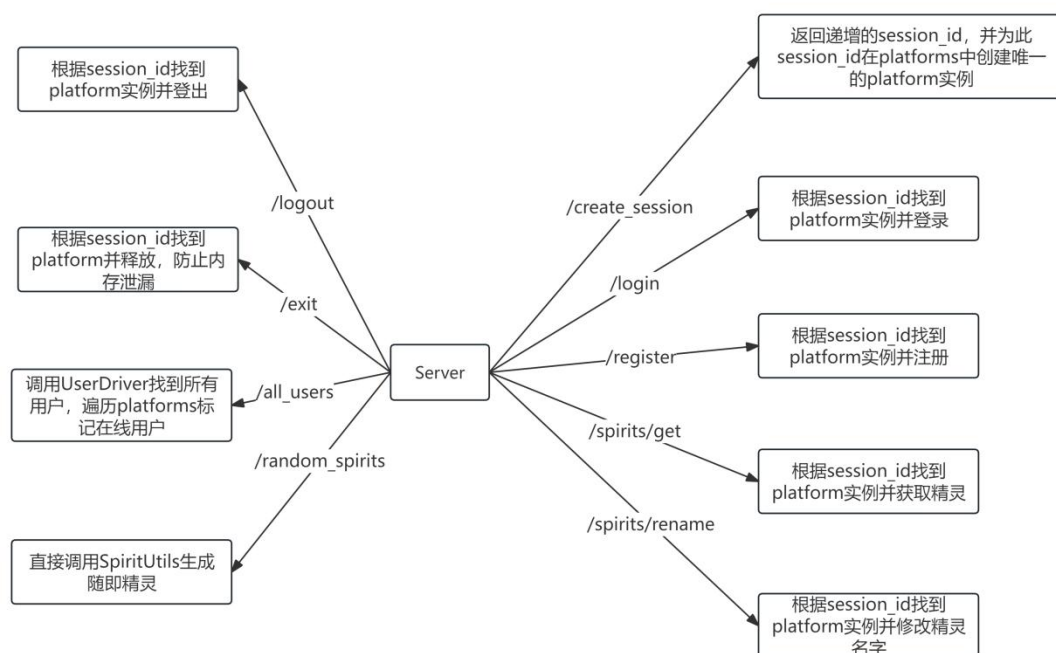 根据session_id找到
platform实例并登出
返回递增的session_id，并为此
session_id在platforms中创建唯一
的platform实例
/logout
/create_session
根据session_id找到
platform实例并登录
根据session_id找到
platform并释放，防止内
存泄漏
/exit
/login
/register
根据session_id找到
platform实例并注册
Server
调用UserDriver找到所有
用户，遍历platforms标
记在线用户
/all_users
/spirits/get
/random_spirits
根据session_id找到
platform实例并获取精灵
/spirits/rename
直接调用SpiritUtils生成
随即精灵
根据session_id找到
platform实例并修改精灵
名字